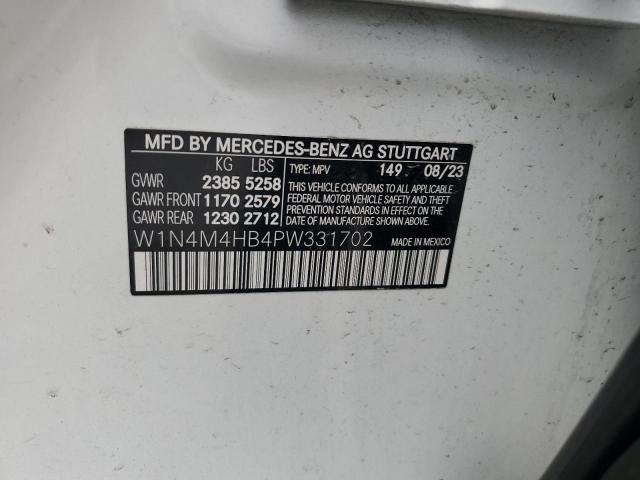 MFD BY MERCEDES-BENZ AG STUTTGART
KG LBS
GVWR 2385 5258
GAWR FRONT 1170 2579
GAWR REAR 1230 2712
TYPE: MPV 149 08/23
THIS VEHICLE CONFORMS TO ALL APPLICABLE
FEDERAL MOTOR VEHICLE SAFETY, BUMPER,
AND THEFT PREVENTION STANDARDS IN EFFECT ON THE
DATE OF MANUFACTURE SHOWN ABOVE.
W1N4M4HB4PW331702
MADE IN MEXICO